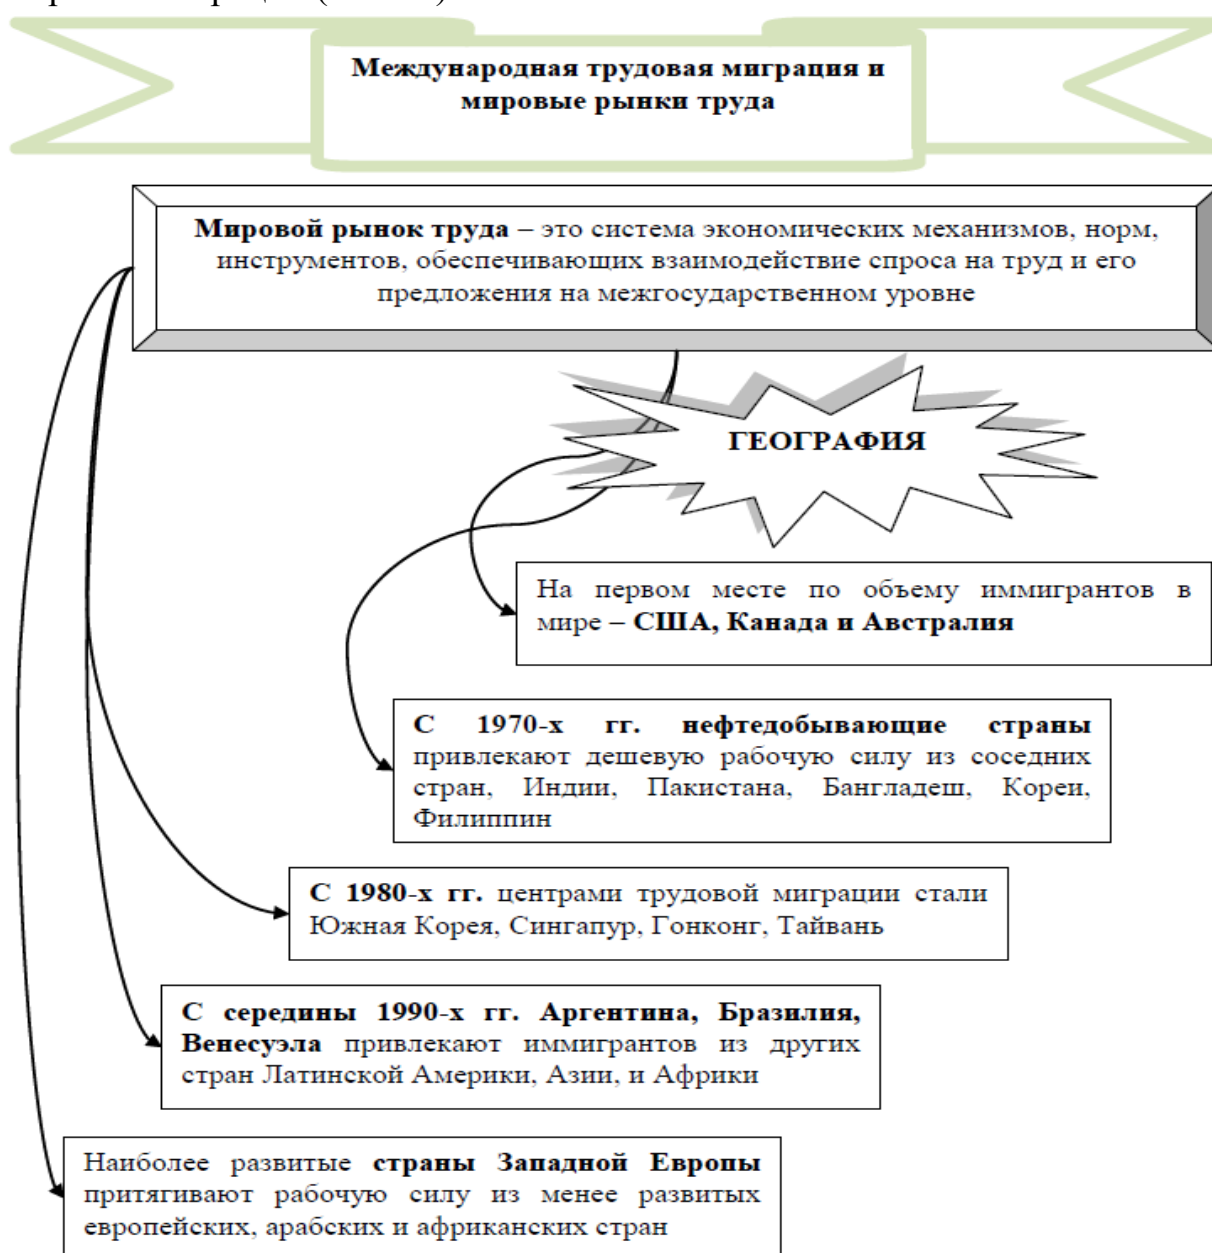 Международная трудовая миграция и
мировые рынки труда
Мировой рынок труда – это система экономических механизмов, норм,
инструментов, обеспечивающих взаимодействие спроса на труд и его
предложения на межгосударственном уровне
ГЕОГРАФИЯ
На первом месте по объему иммигрантов в
мире – США, Канада и Австралия
С 1970-х гг. нефтедобывающие страны
привлекают дешевую рабочую силу из соседних
стран, Индии, Пакистана, Бангладеш, Кореи,
Филиппин
С 1980-х гг. центрами трудовой миграции стали
Южная Корея, Сингапур, Гонконг, Тайвань
С середины 1990-х гг. Аргентина, Бразилия,
Венесуэла привлекают иммигрантов из других
стран Латинской Америки, Азии, и Африки
Наиболее развитые страны Западной Европы
притягивают рабочую силу из менее развитых
европейских, арабских и африканских стран